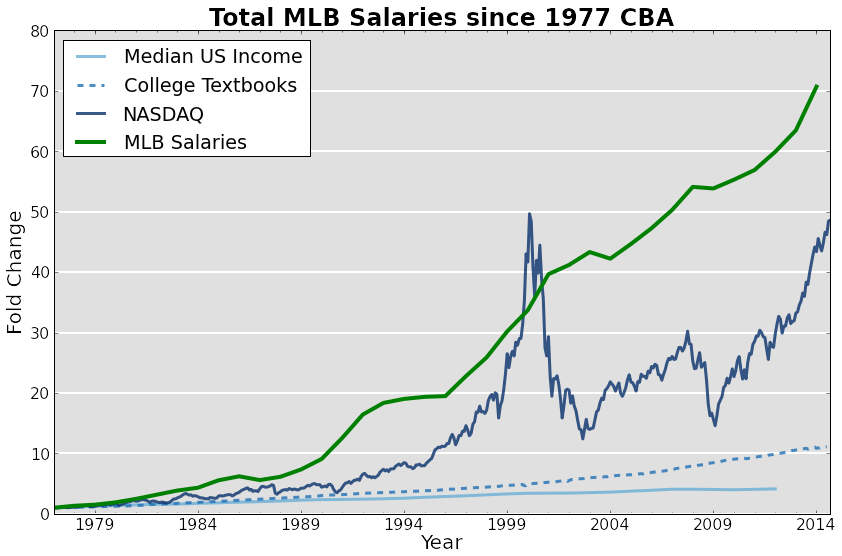 Total MLB Salaries since 1977 CBA
80
70
60
50
40
30
20
10
0
Fold Change
Median US Income
College Textbooks
NASDAQ
MLB Salaries
1979 1984 1989 1994 1999 2004 2009 2014
Year